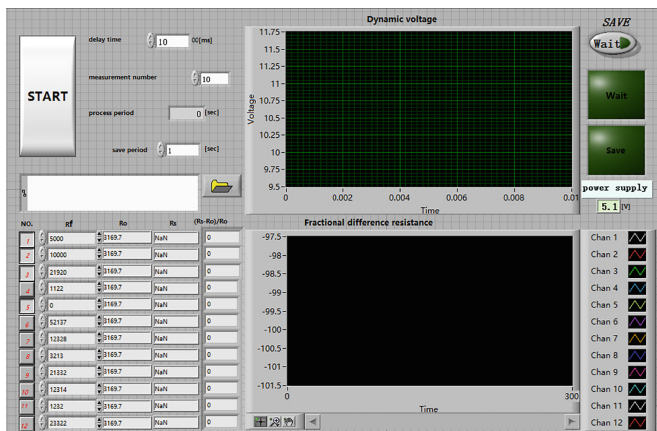 Dynamic voltage
SAVE
delay time 10 00[ms]
Wait
measurement number 10
START
Wait
process period 0 [sec]
save period 1 [sec]
Save
Voltage
11.75
11.5
11.25
11
10.75
10.5
10.25
10
9.75
9.5
0 0.002 0.004 0.006 0.008 0.01
Time
power supply
5.1 [V]
NO. Rf Ro Rs (Rs-Ro)/Ro
1 5000 3169.7 NaN 0
2 10000 3169.7 NaN 0
3 21920 3169.7 NaN 0
4 1122 3169.7 NaN 0
5 0 3169.7 NaN 0
6 52137 3169.7 NaN 0
7 12328 3169.7 NaN 0
8 3213 3169.7 NaN 0
9 21332 3169.7 NaN 0
10 12314 3169.7 NaN 0
11 1232 3169.7 NaN 0
12 23322 3169.7 NaN 0
Fractional difference resistance
-97.5
-98
-98.5
-99
-99.5
-100
-100.5
-101
-101.5
0 300
Time
Chan 1
Chan 2
Chan 3
Chan 4
Chan 5
Chan 6
Chan 7
Chan 8
Chan 9
Chan 10
Chan 11
Chan 12